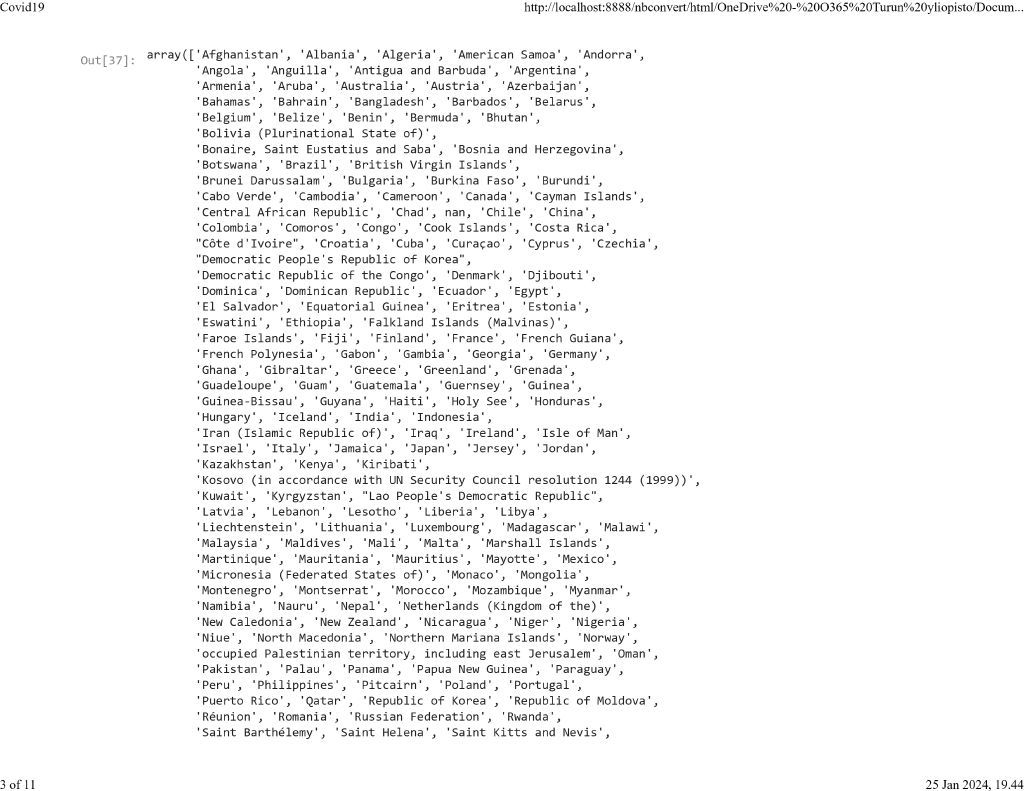 Covid19
http://localhost:8888/nbconvert/html/OneDrive%20-%20O365%20Turun%20yliopisto/Docum...
Out[37]: array(['Afghanistan', 'Albania', 'Algeria', 'American Samoa', 'Andorra',
'Angola', 'Anguilla', 'Antigua and Barbuda', 'Argentina',
'Armenia', 'Aruba', 'Australia', 'Austria', 'Azerbaijan',
'Bahamas', 'Bahrain', 'Bangladesh', 'Barbados', 'Belarus',
'Belgium', 'Belize', 'Benin', 'Bermuda', 'Bhutan',
'Bolivia (Plurinational State of)',
'Bonaire, Saint Eustatius and Saba', 'Bosnia and Herzegovina',
'Botswana', 'Brazil', 'British Virgin Islands',
'Brunei Darussalam', 'Bulgaria', 'Burkina Faso', 'Burundi',
'Cabo Verde', 'Cambodia', 'Cameroon', 'Canada', 'Cayman Islands',
'Central African Republic', 'Chad', nan, 'Chile', 'China',
'Colombia', 'Comoros', 'Congo', 'Cook Islands', 'Costa Rica',
"Côte d'Ivoire", 'Croatia', 'Cuba', 'Curaçao', 'Cyprus', 'Czechia',
"Democratic People's Republic of Korea",
'Democratic Republic of the Congo', 'Denmark', 'Djibouti',
'Dominica', 'Dominican Republic', 'Ecuador', 'Egypt',
'El Salvador', 'Equatorial Guinea', 'Eritrea', 'Estonia',
'Eswatini', 'Ethiopia', 'Falkland Islands (Malvinas)',
'Faroe Islands', 'Fiji', 'Finland', 'France', 'French Guiana',
'French Polynesia', 'Gabon', 'Gambia', 'Georgia', 'Germany',
'Ghana', 'Gibraltar', 'Greece', 'Greenland', 'Grenada',
'Guadeloupe', 'Guam', 'Guatemala', 'Guernsey', 'Guinea',
'Guinea-Bissau', 'Guyana', 'Haiti', 'Holy See', 'Honduras',
'Hungary', 'Iceland', 'India', 'Indonesia',
'Iran (Islamic Republic of)', 'Iraq', 'Ireland', 'Isle of Man',
'Israel', 'Italy', 'Jamaica', 'Japan', 'Jersey', 'Jordan',
'Kazakhstan', 'Kenya', 'Kiribati',
'Kosovo (in accordance with UN Security Council resolution 1244 (1999))',
'Kuwait', 'Kyrgyzstan', "Lao People's Democratic Republic",
'Latvia', 'Lebanon', 'Lesotho', 'Liberia', 'Libya',
'Liechtenstein', 'Lithuania', 'Luxembourg', 'Madagascar', 'Malawi',
'Malaysia', 'Maldives', 'Mali', 'Malta', 'Marshall Islands',
'Martinique', 'Mauritania', 'Mauritius', 'Mayotte', 'Mexico',
'Micronesia (Federated States of)', 'Monaco', 'Mongolia',
'Montenegro', 'Montserrat', 'Morocco', 'Mozambique', 'Myanmar',
'Namibia', 'Nauru', 'Nepal', 'Netherlands (Kingdom of the)',
'New Caledonia', 'New Zealand', 'Nicaragua', 'Niger', 'Nigeria',
'Niue', 'North Macedonia', 'Northern Mariana Islands', 'Norway',
'occupied Palestinian territory, including east Jerusalem', 'Oman',
'Pakistan', 'Palau', 'Panama', 'Papua New Guinea', 'Paraguay',
'Peru', 'Philippines', 'Pitcairn', 'Poland', 'Portugal',
'Puerto Rico', 'Qatar', 'Republic of Korea', 'Republic of Moldova',
'Réunion', 'Romania', 'Russian Federation', 'Rwanda',
'Saint Barthélemy', 'Saint Helena', 'Saint Kitts and Nevis',
3 of 11
25 Jan 2024, 19.44